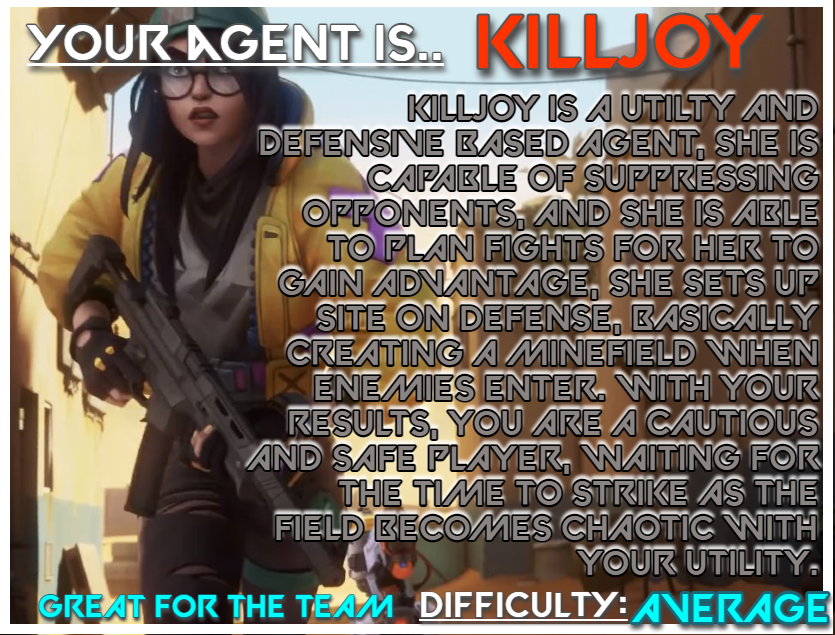 YOUR AGENT IS.. KILLJOY
KILLJOY IS A UTILTY AND
DEFENSIVE BASED AGENT, SHE IS
CAPABLE OF SUPPRESSING
OPPONENTS, AND SHE IS ABLE
TO PLAN FIGHTS FOR HER TO
GAIN ADVANTAGE, SHE SETS UP
SITE ON DEFENSE, BASICALLY
CREATING A MINEFIELD WHEN
ENEMIES ENTER. WITH YOUR
RESULTS, YOU ARE A CAUTIOUS
AND SAFE PLAYER, WAITING FOR
THE TIME TO STRIKE AS THE
FIELD BECOMES CHAOTIC WITH
YOUR UTILITY.
GREAT FOR THE TEAM DIFFICULTY: AVERAGE